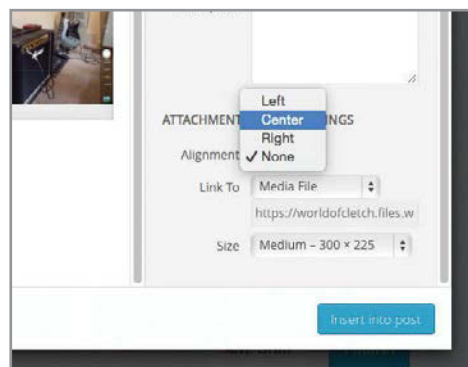 Left
ATTACHMENT Center NGS
Right
Alignment ✓ None
Link To Media File
https://worldofcletch.files.w
Size Medium – 300 × 225
Insert into post